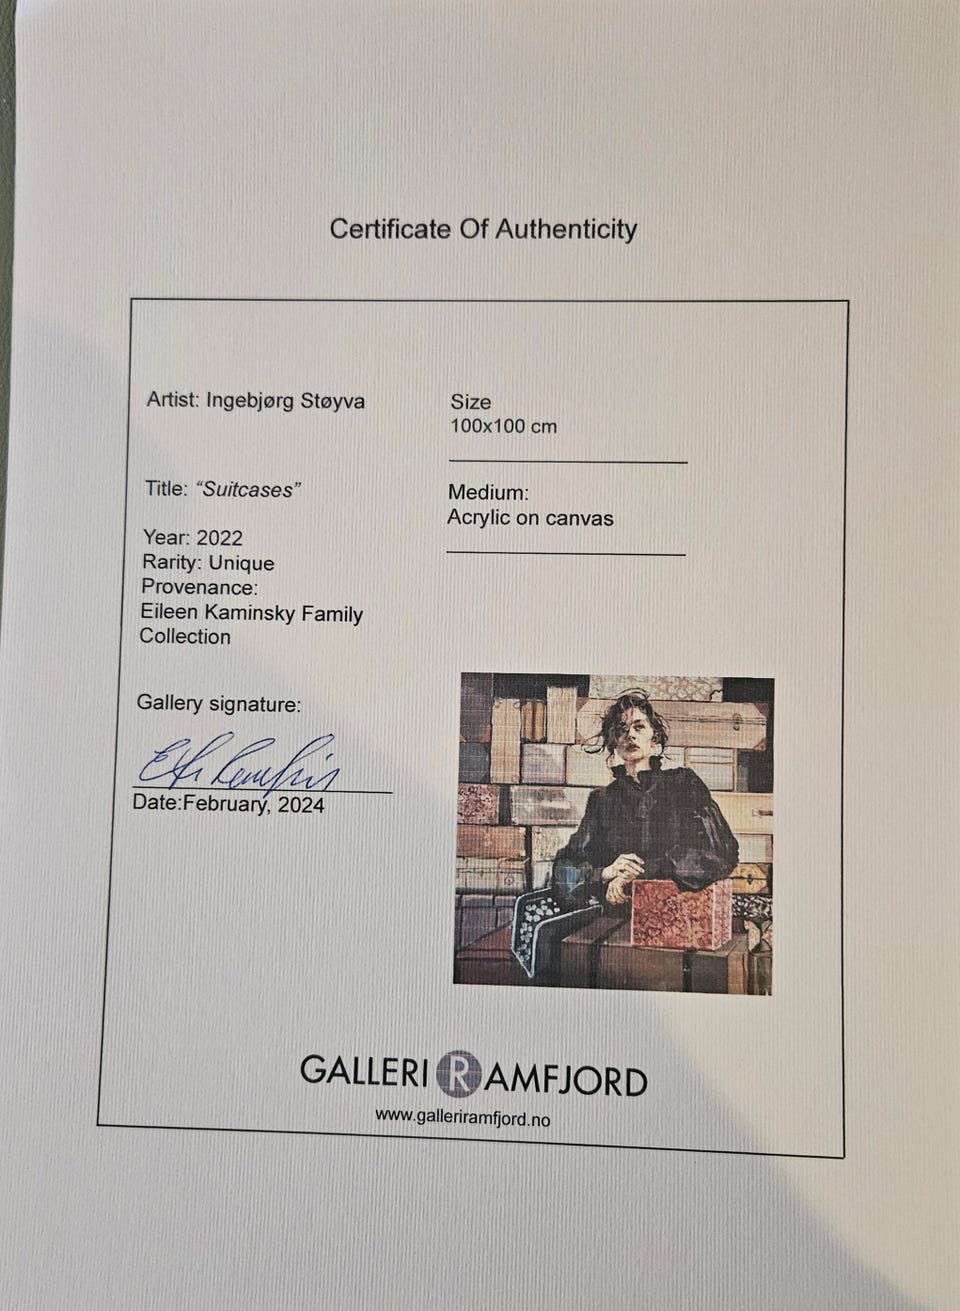 Certificate Of Authenticity
Artist: Ingebjørg Støyva
Title: “Suitcases”
Year: 2022
Rarity: Unique
Provenance:
Eileen Kaminsky Family
Collection
Gallery signature:
Date:February, 2024
Size
100x100 cm
Medium:
Acrylic on canvas
GALLERI RAMFJORD
www.galleriramfjord.no